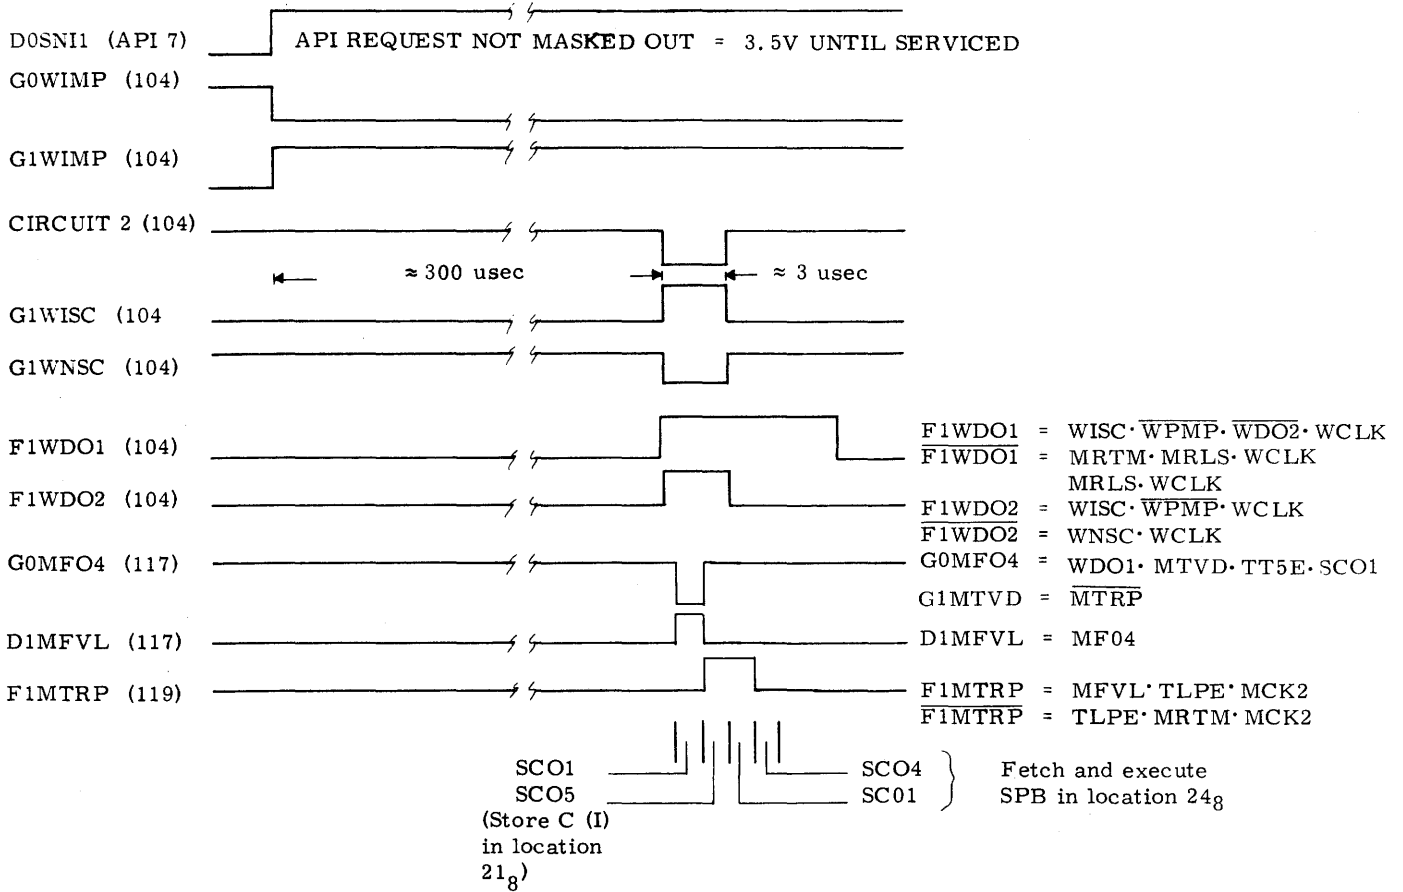 D0SNI1 (API 7)
API REQUEST NOT MASKED OUT = 3.5V UNTIL SERVICED
G0WIMP (104)
G1WIMP (104)
CIRCUIT 2 (104)
≈ 300 usec
≈ 3 usec
G1WISC (104
G1WNSC (104)
F1WDO1 (104)
F1WDO1 = WISC· W̅P̅M̅P̅· W̅D̅O̅2̅· WCLK
F̅1̅W̅D̅O̅1̅ = MRTM· MRLS· WCLK
MRLS· WCLK
F1WDO2 (104)
F1WDO2 = WISC· W̅P̅M̅P̅· WCLK
F̅1̅W̅D̅O̅2̅ = WNSC· WCLK
G0MFO4 (117)
G0MFO4 = WDO1· MTVD· TT5E· SCO1
G1MTVD = M̅T̅R̅P̅
D1MFVL (117)
D1MFVL = MF04
F1MTRP (119)
F1MTRP = MFVL· TLPE· MCK2
F̅1̅M̅T̅R̅P̅ = TLPE· MRTM· MCK2
SCO1
SCO4
Fetch and execute
SCO5
SC01
SPB in location 24₈
(Store C (I)
in location
21₈)